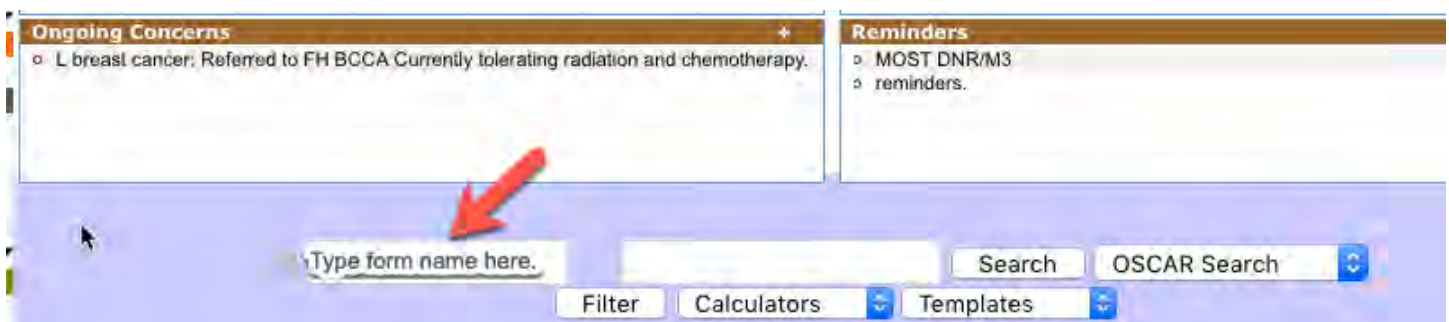 Ongoing Concerns +
L breast cancer: Referred to FH BCCA Currently tolerating radiation and chemotherapy.
Reminders
MOST DNR/M3
reminders.
Type form name here.
Search OSCAR Search
Filter Calculators Templates